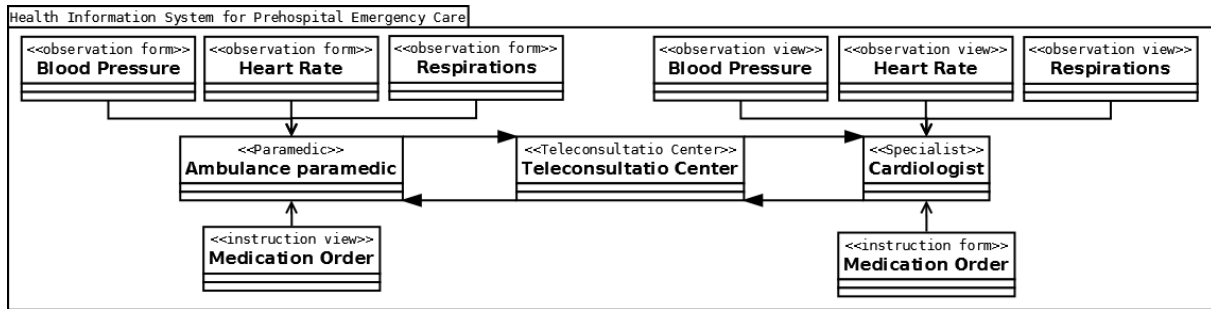 Health Information System for Prehospital Emergency Care
<<observation form>>
Blood Pressure
<<observation form>>
Heart Rate
<<observation form>>
Respirations
<<observation view>>
Blood Pressure
<<observation view>>
Heart Rate
<<observation view>>
Respirations
<<Paramedic>>
Ambulance paramedic
<<Teleconsultatio Center>>
Teleconsultatio Center
<<Specialist>>
Cardiologist
<<instruction view>>
Medication Order
<<instruction form>>
Medication Order